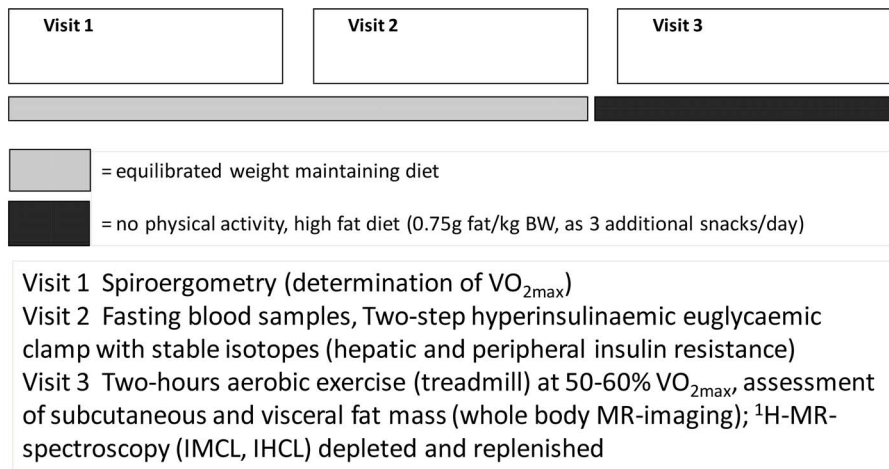 Visit 1
Visit 2
Visit 3
= equilibrated weight maintaining diet
= no physical activity, high fat diet (0.75g fat/kg BW, as 3 additional snacks/day)
Visit 1 Spiroergometry (determination of VO2max)
Visit 2 Fasting blood samples, Two-step hyperinsulinaemic euglycaemic
clamp with stable isotopes (hepatic and peripheral insulin resistance)
Visit 3 Two-hours aerobic exercise (treadmill) at 50-60% VO2max, assessment
of subcutaneous and visceral fat mass (whole body MR-imaging); ¹H-MR-
spectroscopy (IMCL, IHCL) depleted and replenished